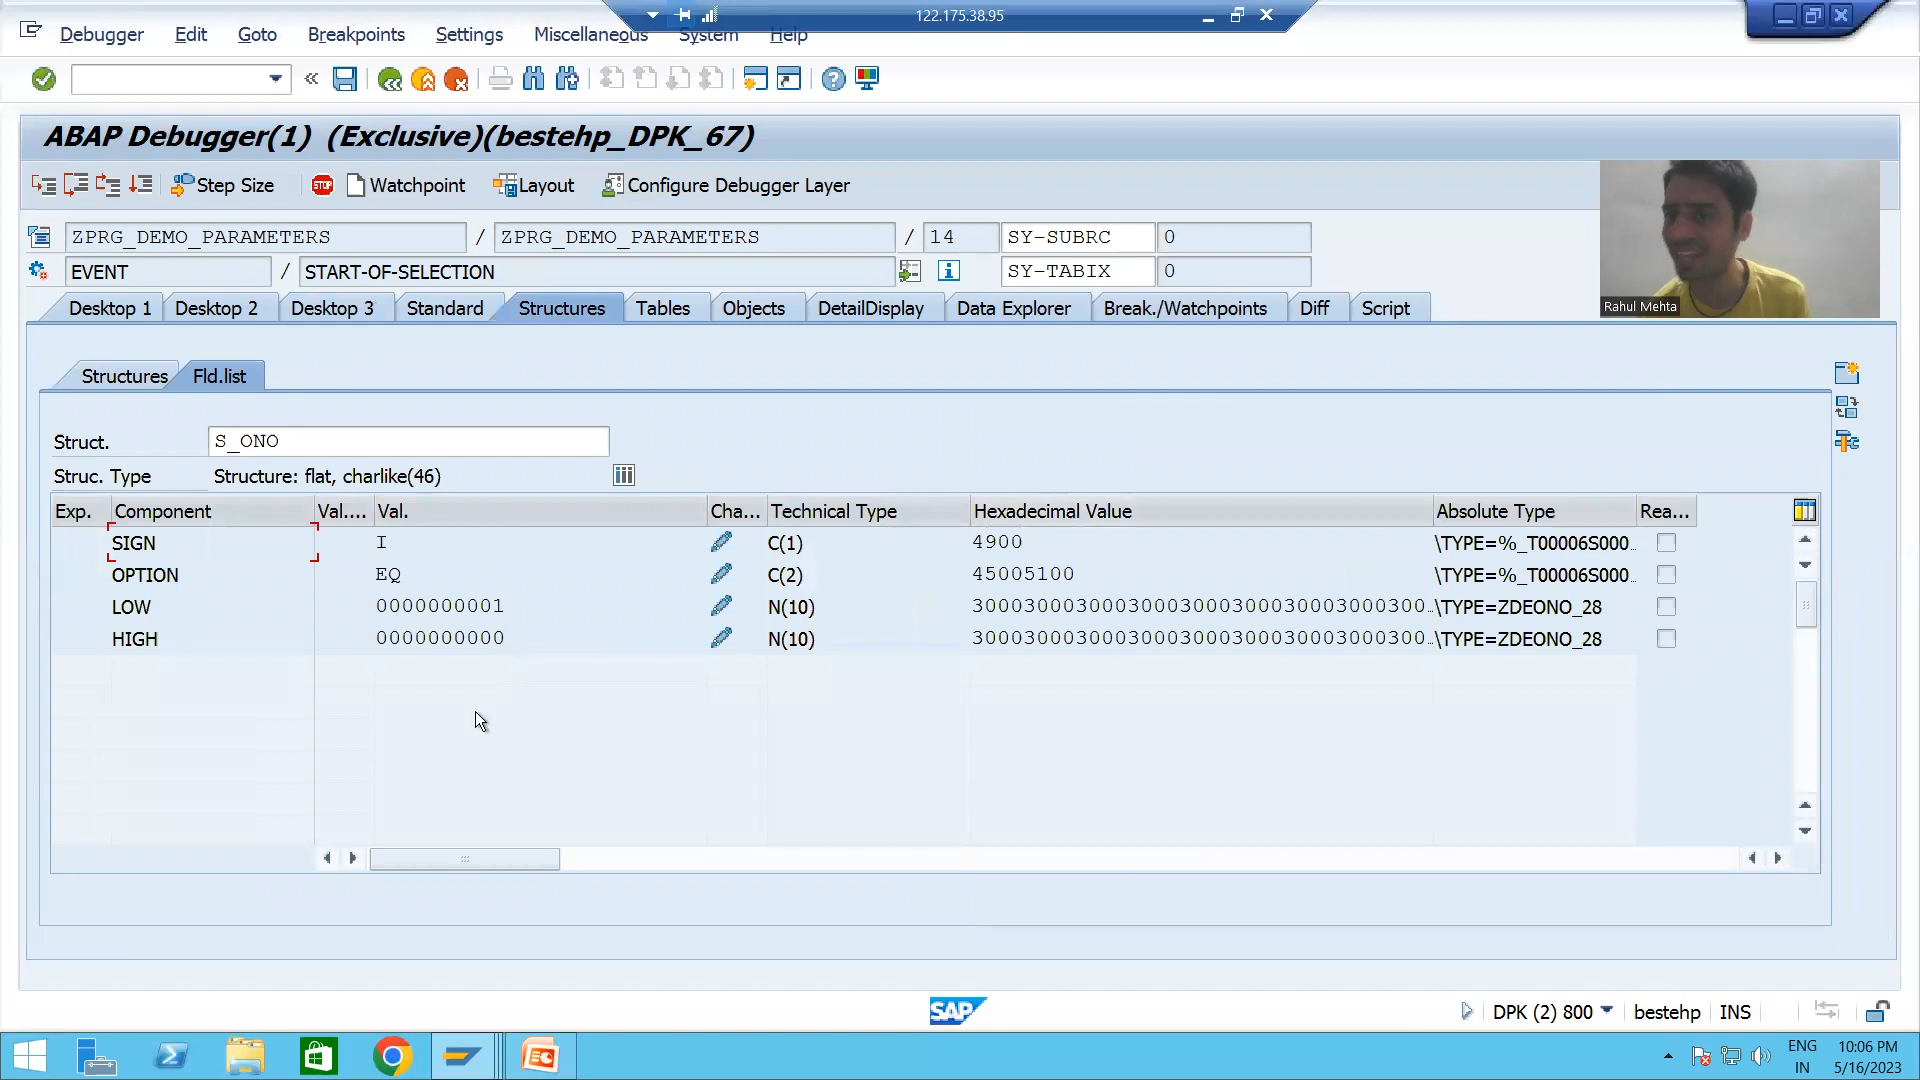 122.175.38.95
Debugger Edit Goto Breakpoints Settings Miscellaneous System Help
ABAP Debugger(1) (Exclusive)(bestehp_DPK_67)
Step Size STOP Watchpoint Layout Configure Debugger Layer
ZPRG_DEMO_PARAMETERS / ZPRG_DEMO_PARAMETERS / 14 SY-SUBRC 0
EVENT / START-OF-SELECTION SY-TABIX 0
Rahul Mehta
Desktop 1 Desktop 2 Desktop 3 Standard Structures Tables Objects DetailDisplay Data Explorer Break./Watchpoints Diff Script
Structures Fld.list
Struct. S_ONO
Struc. Type Structure: flat, charlike(46)
Exp. Component Val.... Val. Cha... Technical Type Hexadecimal Value Absolute Type Rea...
SIGN I C(1) 4900 \TYPE=%_T00006S000...
OPTION EQ C(2) 45005100 \TYPE=%_T00006S000...
LOW 0000000001 N(10) 300030003000300030003000300030003000300... \TYPE=ZDEONO_28
HIGH 0000000000 N(10) 300030003000300030003000300030003000300... \TYPE=ZDEONO_28
SAP
DPK (2) 800 bestehp INS
ENG 10:06 PM
IN 5/16/2023